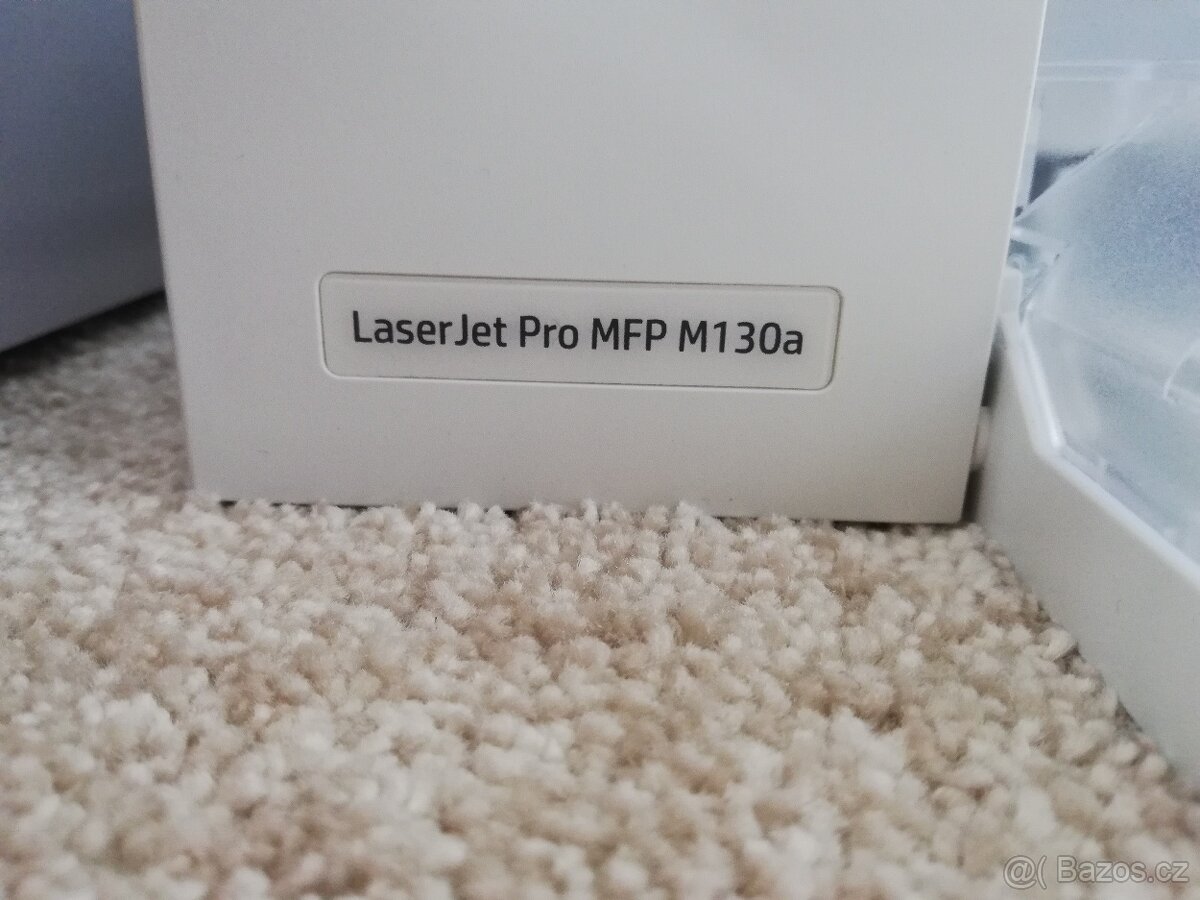 LaserJet Pro MFP M130a
@( Bazos.cz